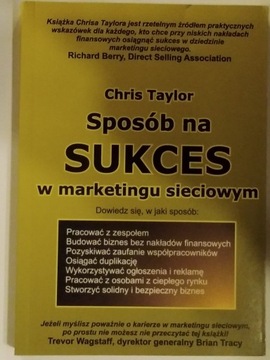 Książka Chrisa Taylora jest rzetelnym źródłem praktycznych
wskazówek dla każdego, kto chce przy niskich nakładach
finansowych osiągnąć sukces w dziedzinie
marketingu sieciowego.
Richard Berry, Direct Selling Association
Chris Taylor
Sposób na
SUKCES
w marketingu sieciowym
Dowiedz się, w jaki sposób:
Pracować z zespołem
Budować biznes bez nakładów finansowych
Pozyskiwać zaufanie współpracowników
Osiągać duplikację
Wykorzystywać ogłoszenia i reklamę
Pracować z osobami z ciepłego rynku
Stworzyć solidny i bezpieczny biznes
Jeżeli myślisz poważnie o karierze w marketingu sieciowym,
po prostu nie możesz nie przeczytać tej książki!
Trevor Wagstaff, dyrektor generalny Brian Tracy